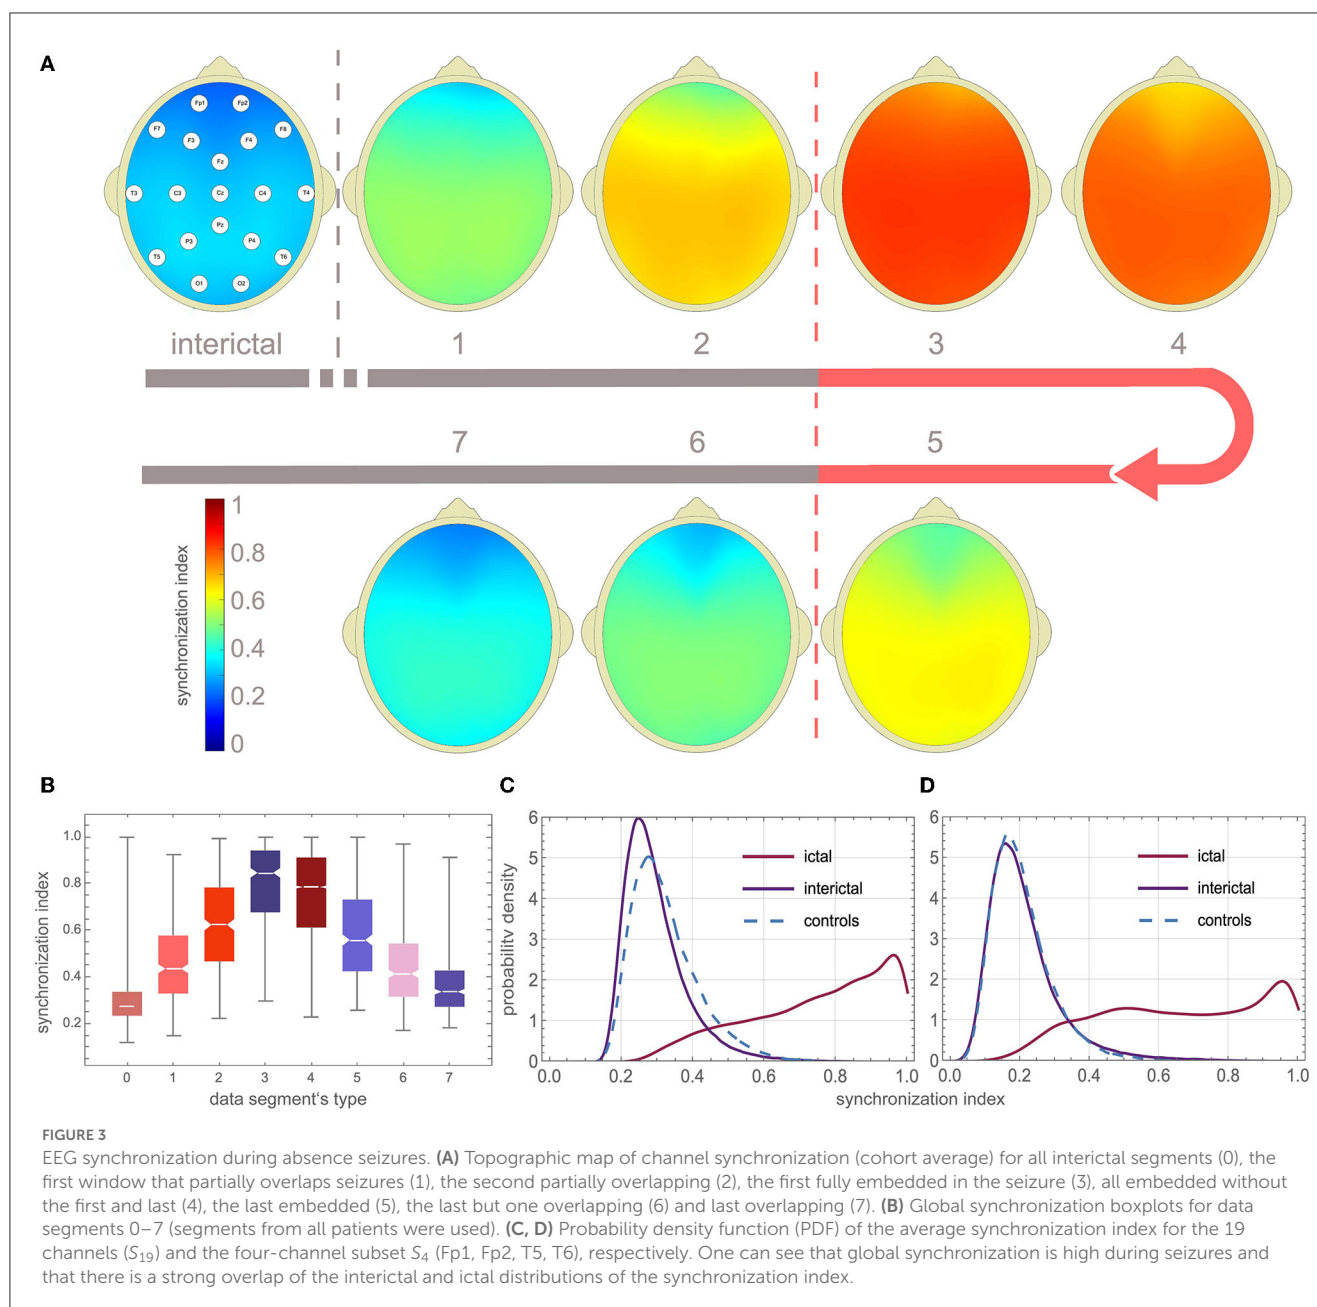 A
Fp1 Fp2
F7 F8
F3 F4
Fz
T3 C3 Cz C4 T4
Pz
P3 P4
T5 T6
O1 O2
interictal 1 2 3 4
7 6 5
synchronization index
1
0.8
0.6
0.4
0.2
0
B
synchronization index
1.0
0.8
0.6
0.4
0.2
0 1 2 3 4 5 6 7
data segment's type
C
probability density
6
5
4
3
2
1
0
ictal
interictal
controls
0.0 0.2 0.4 0.6 0.8 1.0
D
6
5
4
3
2
1
0
ictal
interictal
controls
0.0 0.2 0.4 0.6 0.8 1.0
synchronization index
FIGURE 3
EEG synchronization during absence seizures. (A) Topographic map of channel synchronization (cohort average) for all interictal segments (0), the
first window that partially overlaps seizures (1), the second partially overlapping (2), the first fully embedded in the seizure (3), all embedded without
the first and last (4), the last embedded (5), the last but one overlapping (6) and last overlapping (7). (B) Global synchronization boxplots for data
segments 0–7 (segments from all patients were used). (C, D) Probability density function (PDF) of the average synchronization index for the 19
channels (S19) and the four-channel subset S4 (Fp1, Fp2, T5, T6), respectively. One can see that global synchronization is high during seizures and
that there is a strong overlap of the interictal and ictal distributions of the synchronization index.